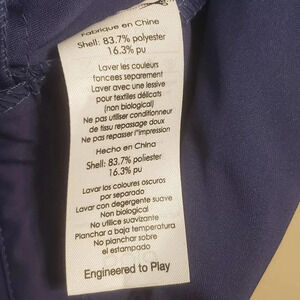 Fabriqué en Chine
Shell: 83.7% polyester
16.3% pu
Laver les couleurs
foncees separement
Laver avec une lessive
pour textiles délicats
(non biological)
Ne pas utiliser conditionneur
de tissu repassage doux
Ne pas repasser l'impression
Hecho en China
Shell: 83.7% poliester
16.3% pu
Lavar los coloures oscuros
por separado
Lavar con degergente suave
Non biological
No utilice suavizante
Planchar a baja temperatura
No planchar sobre
el estampado
Engineered to Play